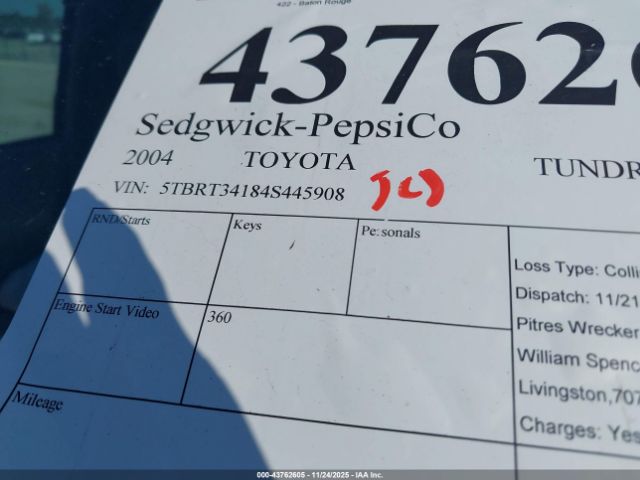 422 - Baton Rouge
43762
Sedgwick-PepsiCo
2004 TOYOTA TUNDR
VIN: 5TBRT34184S445908
RND/Starts Keys Pe:sonals
Loss Type: Colli
Dispatch: 11/21
Engine Start Video 360
Pitres Wrecker
William Spenc
Livingston,707
Mileage
Charges: Yes
000-43762605 - 11/24/2025 - IAA Inc.